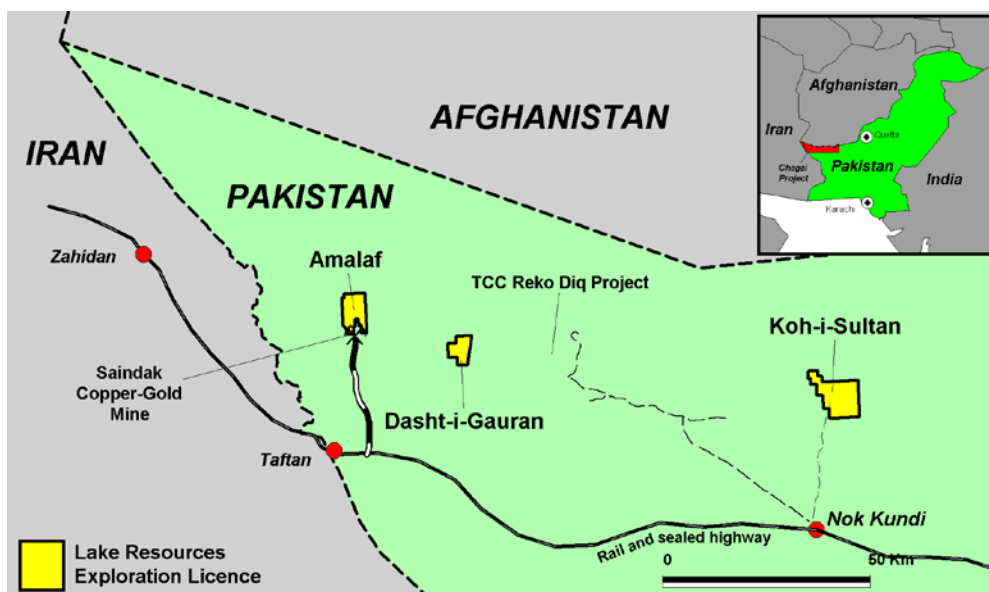 AFGHANISTAN
IRAN
PAKISTAN
Zahidan
Amalaf
TCC Reko Diq Project
Koh-i-Sultan
Saindak
Copper-Gold
Mine
Dasht-i-Gauran
Taftan
Nok Kundi
Rail and sealed highway
0 50 Km
Lake Resources
Exploration Licence
Afghanistan
Iran
Quetta
Chagai
Project
Pakistan
India
Karachi